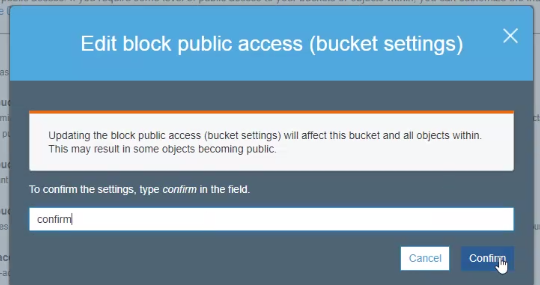 Edit block public access (bucket settings)
Updating the block public access (bucket settings) will affect this bucket and all objects within.
This may result in some objects becoming public.
To confirm the settings, type confirm in the field.
confirm
Cancel
Confirm